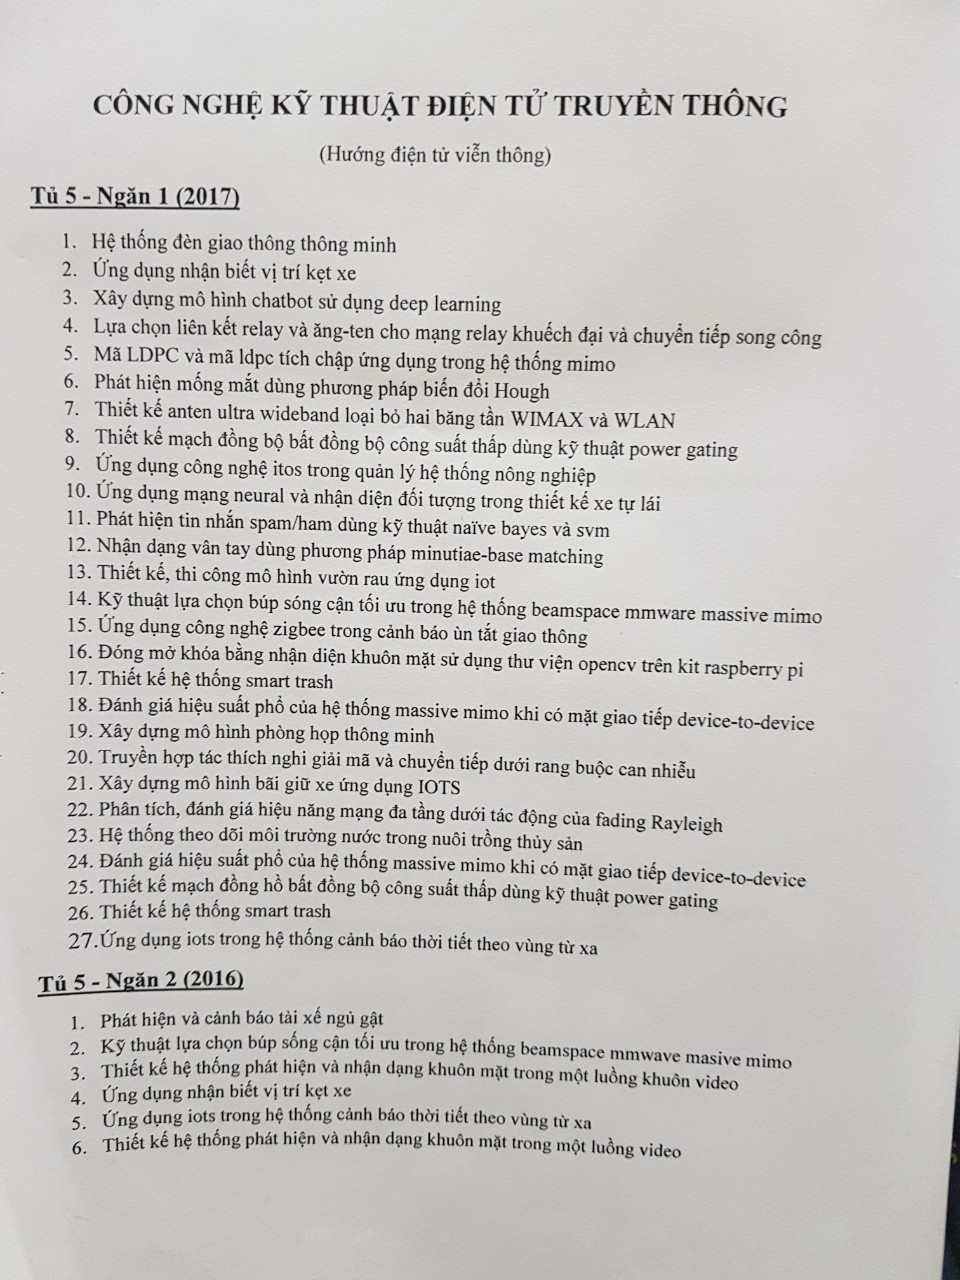 CÔNG NGHỆ KỸ THUẬT ĐIỆN TỬ TRUYỀN THÔNG
(Hướng điện tử viễn thông)
Tủ 5 - Ngăn 1 (2017)
1. Hệ thống đèn giao thông thông minh
2. Ứng dụng nhận biết vị trí kẹt xe
3. Xây dựng mô hình chatbot sử dụng deep learning
4. Lựa chọn liên kết relay và ăng-ten cho mạng relay khuếch đại và chuyển tiếp song công
5. Mã LDPC và mã ldpc tích chập ứng dụng trong hệ thống mimo
6. Phát hiện mống mắt dùng phương pháp biến đổi Hough
7. Thiết kế anten ultra wideband loại bỏ hai băng tần WIMAX và WLAN
8. Thiết kế mạch đồng bộ bất đồng bộ công suất thấp dùng kỹ thuật power gating
9. Ứng dụng công nghệ itos trong quản lý hệ thống nông nghiệp
10. Ứng dụng mạng neural và nhận diện đối tượng trong thiết kế xe tự lái
11. Phát hiện tin nhắn spam/ham dùng kỹ thuật naïve bayes và svm
12. Nhận dạng vân tay dùng phương pháp minutiae-base matching
13. Thiết kế, thi công mô hình vườn rau ứng dụng iot
14. Kỹ thuật lựa chọn búp sóng cận tối ưu trong hệ thống beamspace mmware massive mimo
15. Ứng dụng công nghệ zigbee trong cảnh báo ùn tắt giao thông
16. Đóng mở khóa bằng nhận diện khuôn mặt sử dụng thư viện opencv trên kit raspberry pi
17. Thiết kế hệ thống smart trash
18. Đánh giá hiệu suất phổ của hệ thống massive mimo khi có mặt giao tiếp device-to-device
19. Xây dựng mô hình phòng họp thông minh
20. Truyền hợp tác thích nghi giải mã và chuyển tiếp dưới rang buộc can nhiễu
21. Xây dựng mô hình bãi giữ xe ứng dụng IOTS
22. Phân tích, đánh giá hiệu năng mạng đa tầng dưới tác động của fading Rayleigh
23. Hệ thống theo dõi môi trường nước trong nuôi trồng thủy sản
24. Đánh giá hiệu suất phổ của hệ thống massive mimo khi có mặt giao tiếp device-to-device
25. Thiết kế mạch đồng hồ bất đồng bộ công suất thấp dùng kỹ thuật power gating
26. Thiết kế hệ thống smart trash
27.Ứng dụng iots trong hệ thống cảnh báo thời tiết theo vùng từ xa
Tủ 5 - Ngăn 2 (2016)
1. Phát hiện và cảnh báo tài xế ngủ gật
2. Kỹ thuật lựa chọn búp sống cận tối ưu trong hệ thống beamspace mmwave masive mimo
3. Thiết kế hệ thống phát hiện và nhận dạng khuôn mặt trong một luồng khuôn video
4. Ứng dụng nhận biết vị trí kẹt xe
5. Ứng dụng iots trong hệ thống cảnh báo thời tiết theo vùng từ xa
6. Thiết kế hệ thống phát hiện và nhận dạng khuôn mặt trong một luồng video